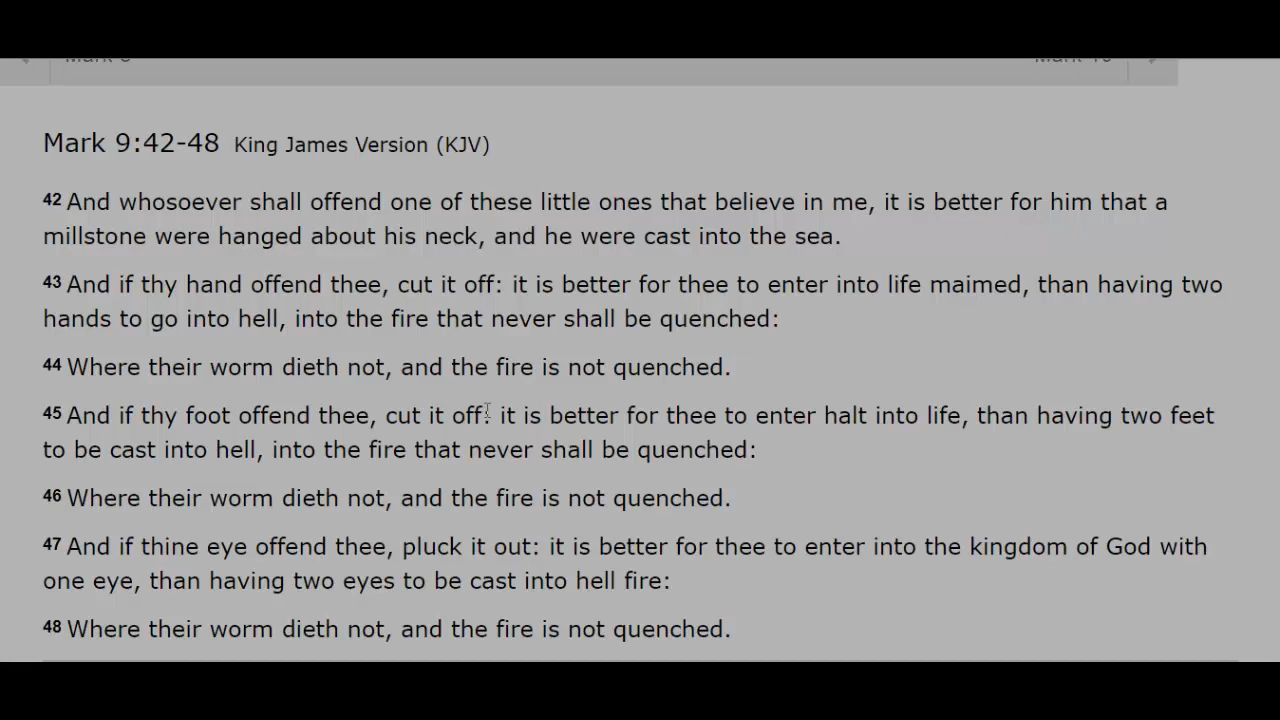 Mark 9:42-48 King James Version (KJV)
42 And whosoever shall offend one of these little ones that believe in me, it is better for him that a
millstone were hanged about his neck, and he were cast into the sea.
43 And if thy hand offend thee, cut it off: it is better for thee to enter into life maimed, than having two
hands to go into hell, into the fire that never shall be quenched:
44 Where their worm dieth not, and the fire is not quenched.
45 And if thy foot offend thee, cut it off: it is better for thee to enter halt into life, than having two feet
to be cast into hell, into the fire that never shall be quenched:
46 Where their worm dieth not, and the fire is not quenched.
47 And if thine eye offend thee, pluck it out: it is better for thee to enter into the kingdom of God with
one eye, than having two eyes to be cast into hell fire:
48 Where their worm dieth not, and the fire is not quenched.